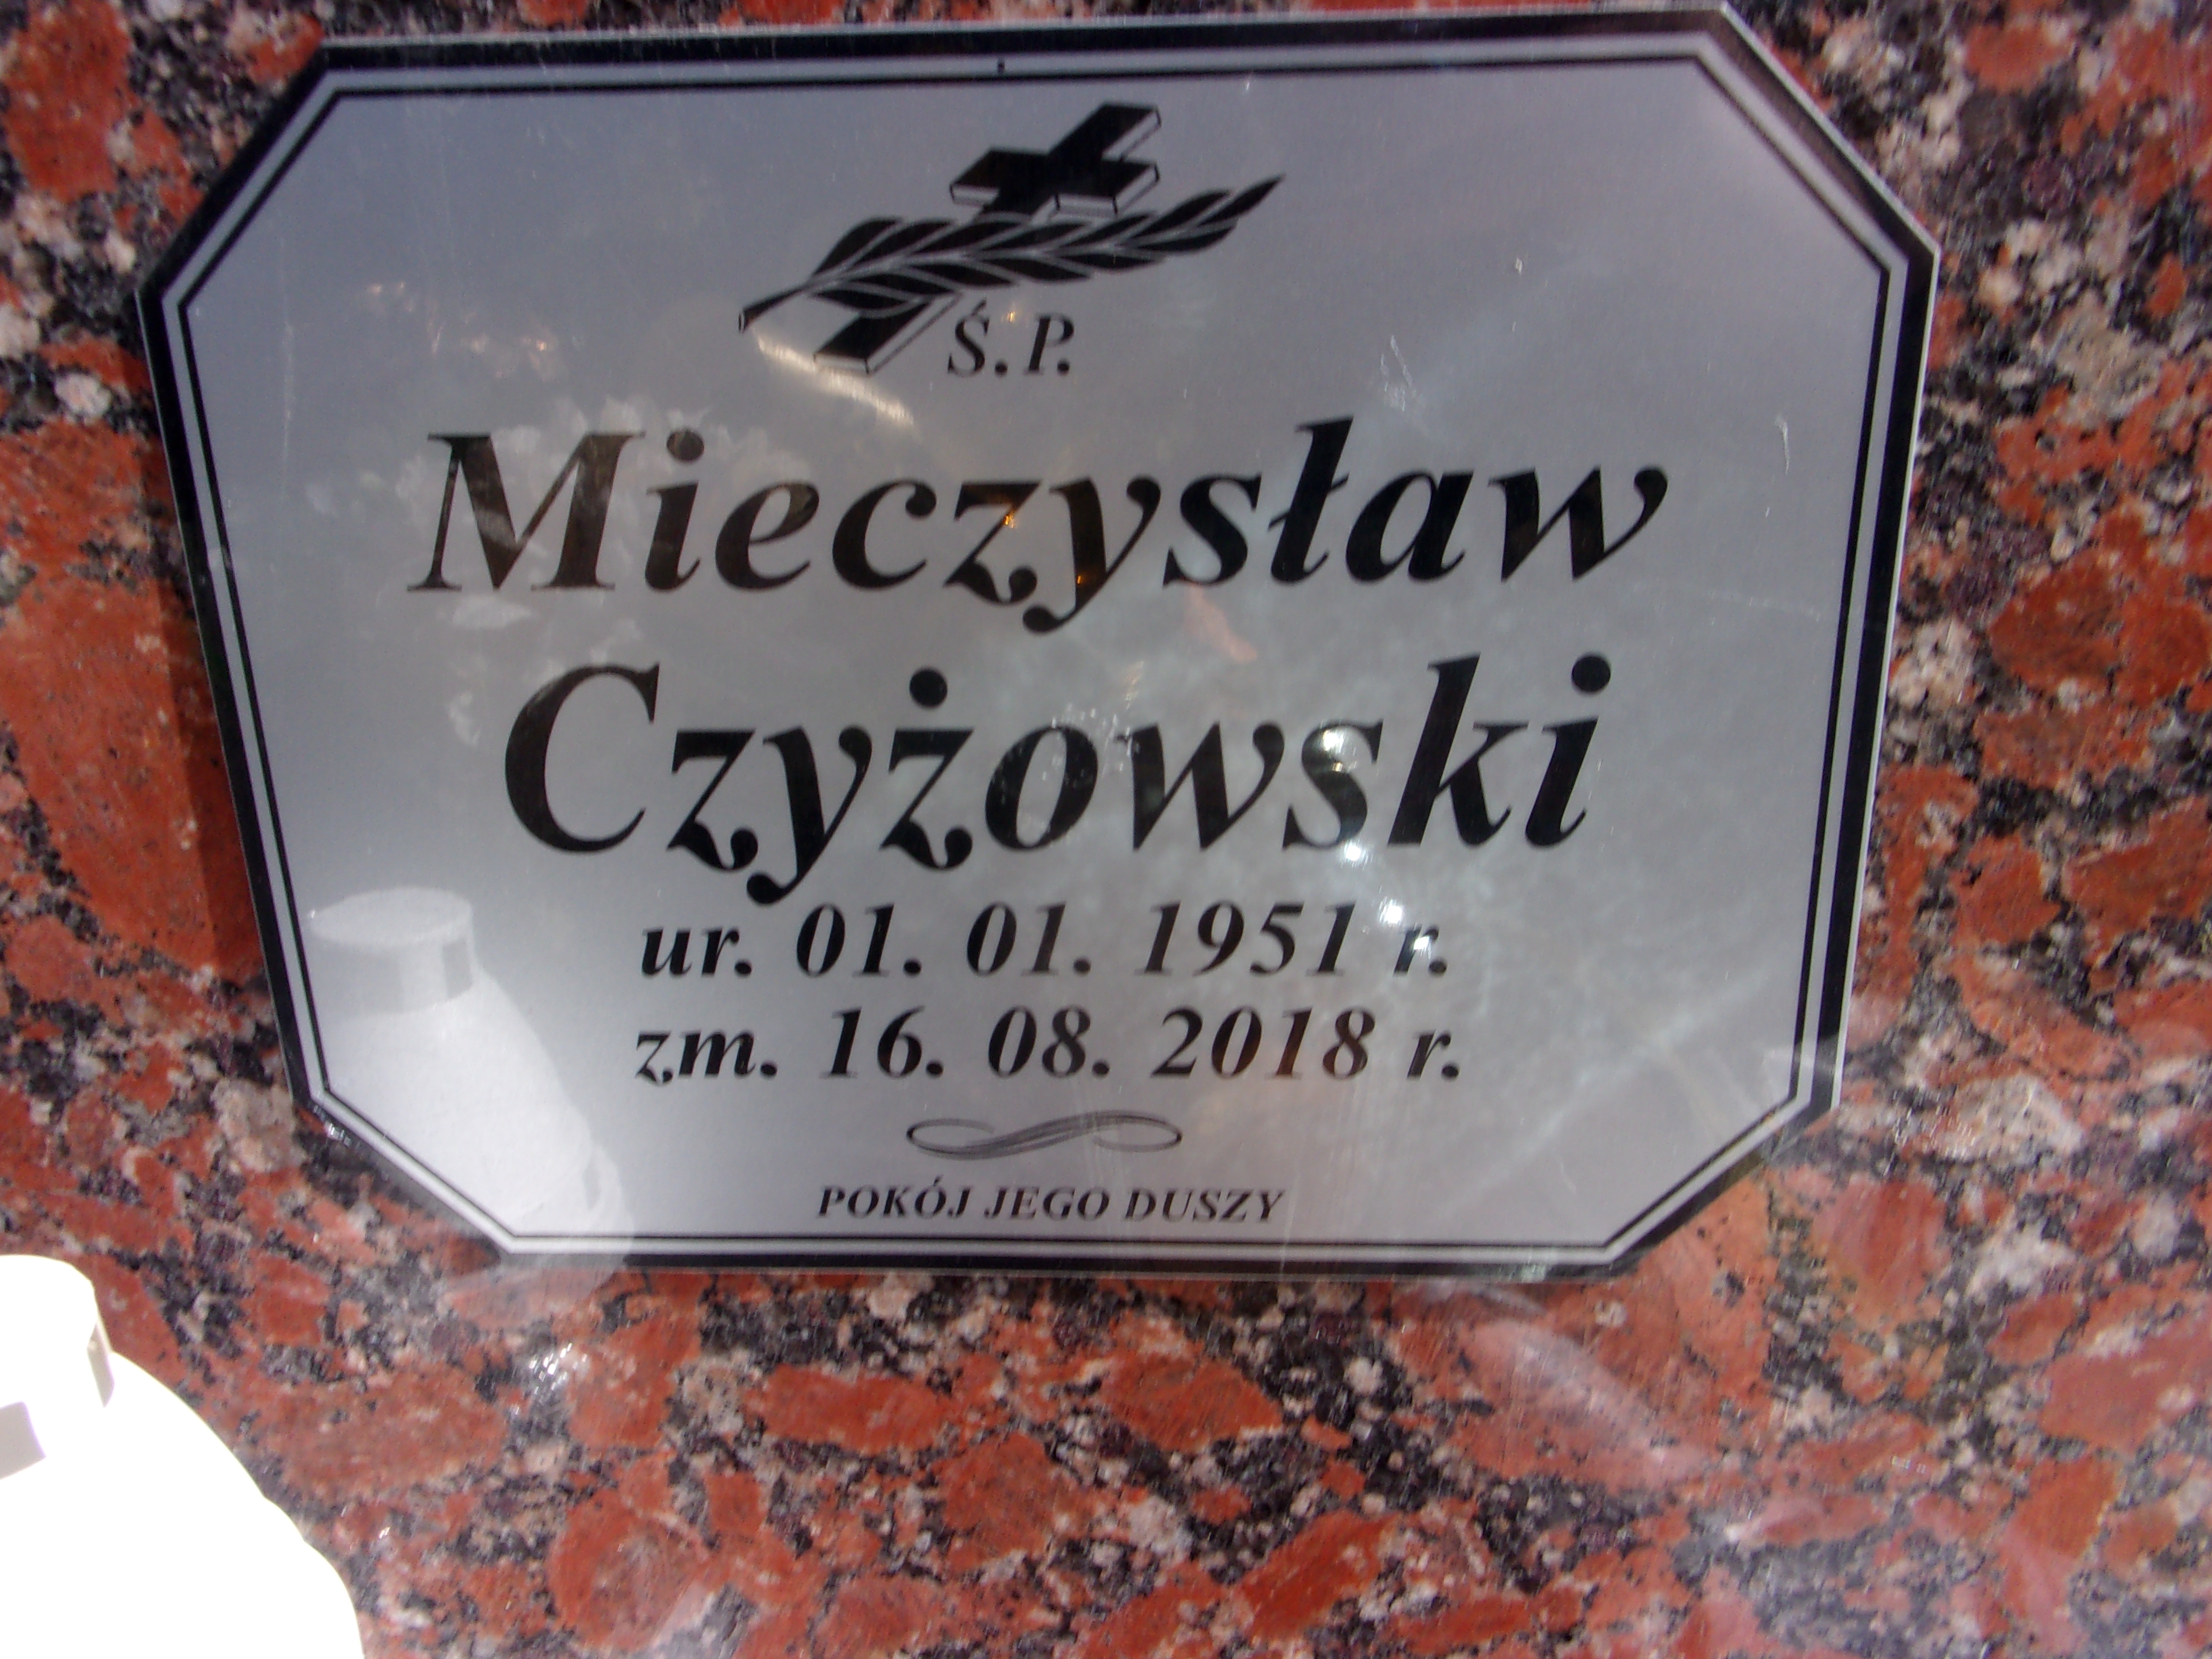 Ś. P.
Mieczysław
Czyżowski
ur. 01. 01. 1951 r.
zm. 16. 08. 2018 r.
POKÓJ JEGO DUSZY